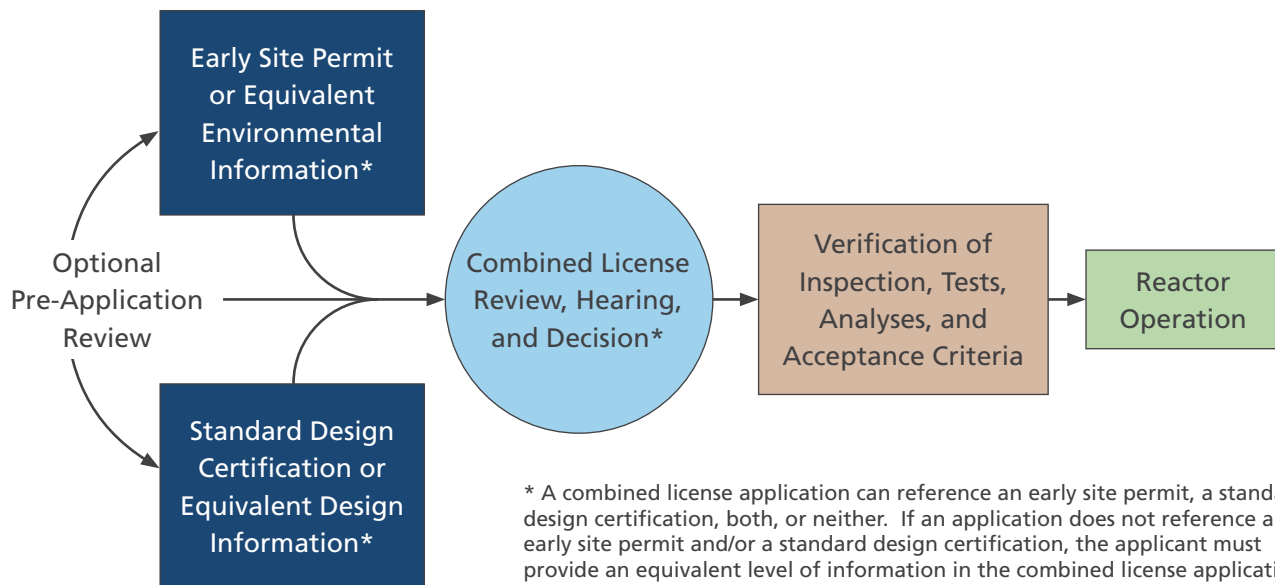 Early Site Permit
or Equivalent
Environmental
Information*
Optional
Pre-Application
Review
Standard Design
Certification or
Equivalent Design
Information*
Combined License
Review, Hearing,
and Decision*
Verification of
Inspection, Tests,
Analyses, and
Acceptance Criteria
Reactor
Operation
* A combined license application can reference an early site permit, a
design certification, both, or neither.  If an application does not reference
early site permit and/or a standard design certification, the applicant must
provide an equivalent level of information in the combined license